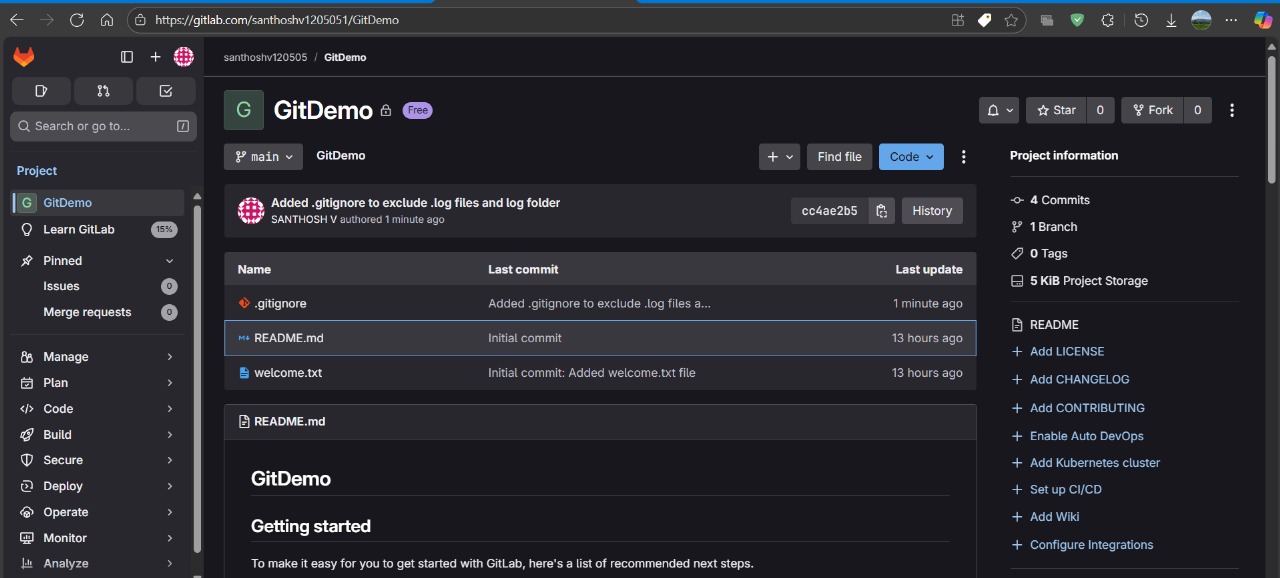 https://gitlab.com/santhoshv1205051/GitDemo
santhoshv120505 / GitDemo
Search or go to... /
Project
G GitDemo
Learn GitLab 15%
Pinned
Issues 0
Merge requests 0
Manage
Plan
Code
Build
Secure
Deploy
Operate
Monitor
Analyze
G GitDemo Free
Star 0 Fork 0
main GitDemo Find file Code
SANTHOSH V
Added .gitignore to exclude .log files and log folder
SANTHOSH V authored 1 minute ago
cc4ae2b5 History
Name Last commit Last update
.gitignore Added .gitignore to exclude .log files a... 1 minute ago
README.md Initial commit 13 hours ago
welcome.txt Initial commit: Added welcome.txt file 13 hours ago
README.md
GitDemo
Getting started
To make it easy for you to get started with GitLab, here's a list of recommended next steps.
Project information
4 Commits
1 Branch
0 Tags
5 KiB Project Storage
README
Add LICENSE
Add CHANGELOG
Add CONTRIBUTING
Enable Auto DevOps
Add Kubernetes cluster
Set up CI/CD
Add Wiki
Configure Integrations